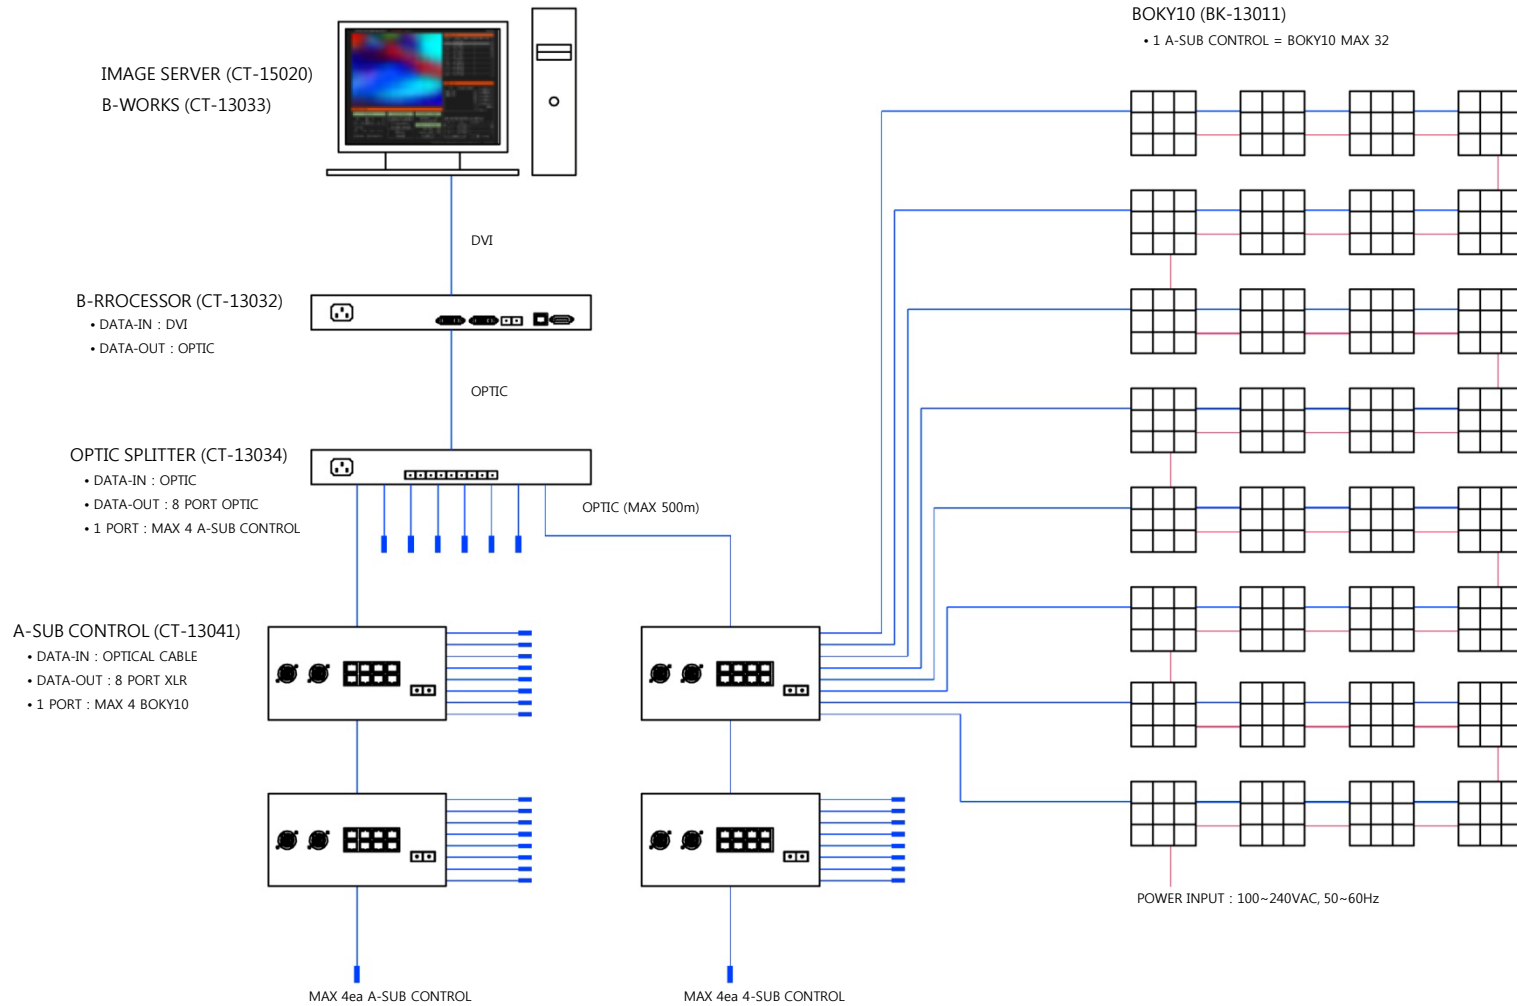 BOKY10 (BK-13011)
• 1 A-SUB CONTROL = BOKY10 MAX 32
IMAGE SERVER (CT-15020)
B-WORKS (CT-13033)
DVI
B-RROCESSOR (CT-13032)
• DATA-IN : DVI
• DATA-OUT : OPTIC
OPTIC
OPTIC SPLITTER (CT-13034)
• DATA-IN : OPTIC
• DATA-OUT : 8 PORT OPTIC
• 1 PORT : MAX 4 A-SUB CONTROL
OPTIC (MAX 500m)
A-SUB CONTROL (CT-13041)
• DATA-IN : OPTICAL CABLE
• DATA-OUT : 8 PORT XLR
• 1 PORT : MAX 4 BOKY10
POWER INPUT : 100~240VAC, 50~60Hz
MAX 4ea A-SUB CONTROL
MAX 4ea 4-SUB CONTROL